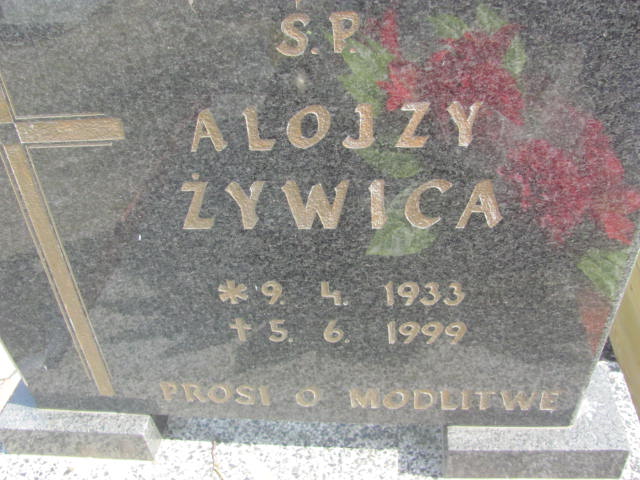 Ś.P.
ALOJZY
ŻYWICA
* 9. 4. 1933
† 5. 6. 1999
PROSI O MODLITWĘ